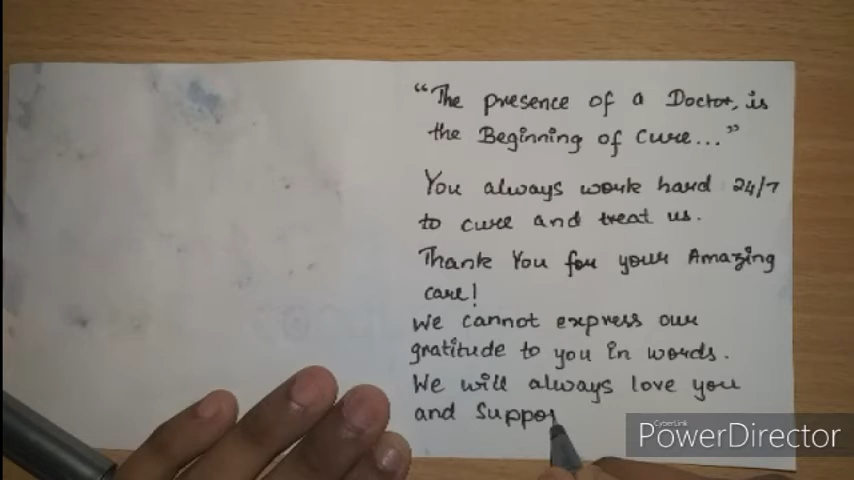 "The presence of a Doctor, is
the Beginning of cure..."
You always work hard 24/7
to cure and treat us.
Thank You for your Amazing
care!
We cannot express our
gratitude to you in words.
We will always love you
and Suppor
CyberLink
PowerDirector